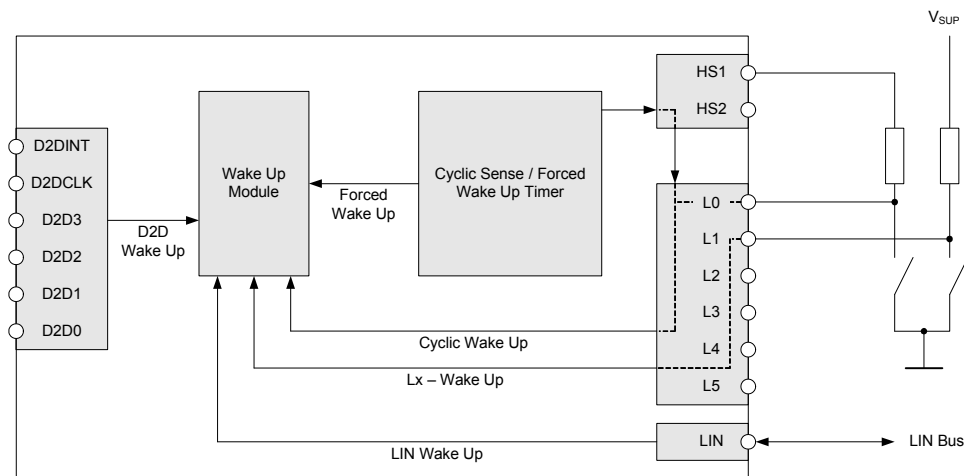 V_SUP
HS1
HS2
D2DINT
D2DCLK
D2D3
D2D2
D2D1
D2D0
D2D
Wake Up
Wake Up
Module
Forced
Wake Up
Cyclic Sense / Forced
Wake Up Timer
L0
L1
L2
L3
L4
L5
Cyclic Wake Up
Lx – Wake Up
LIN Wake Up
LIN
LIN Bus